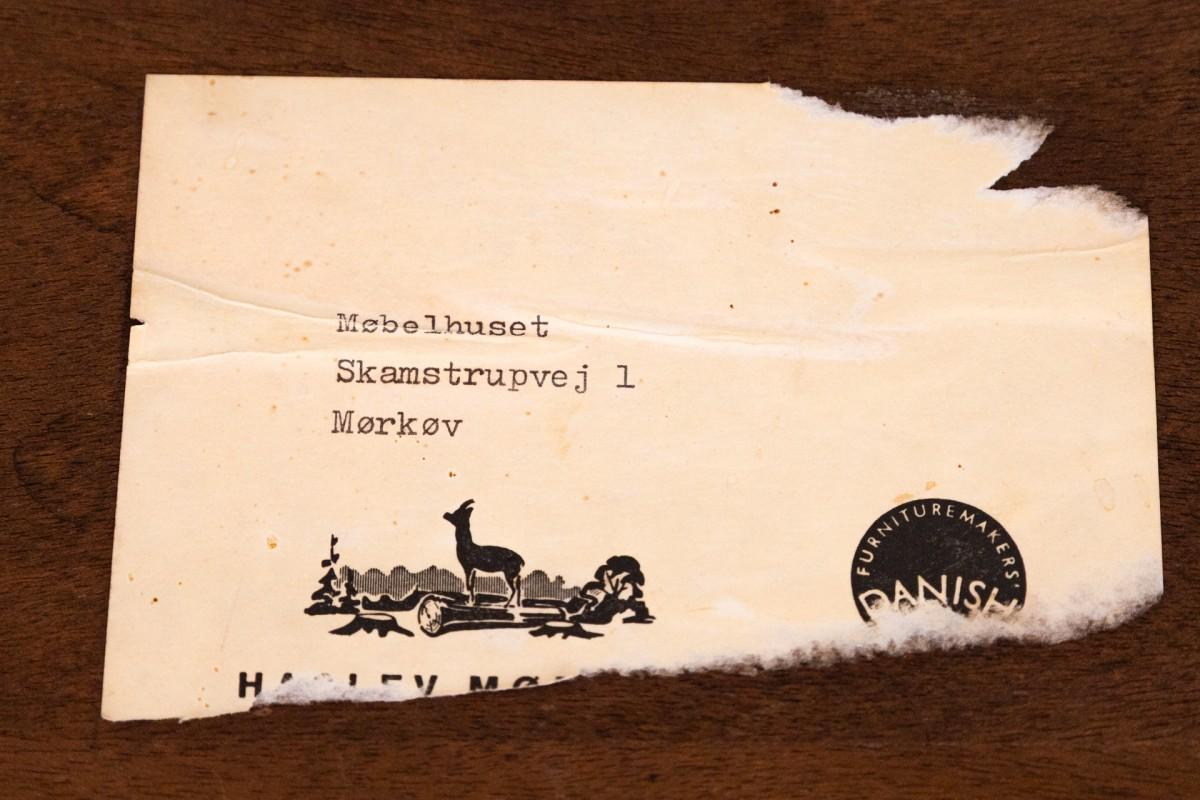 Møbelhuset
Skamstrupvej 1
Mørkøv
FURNITUREMAKERS'
DANISH